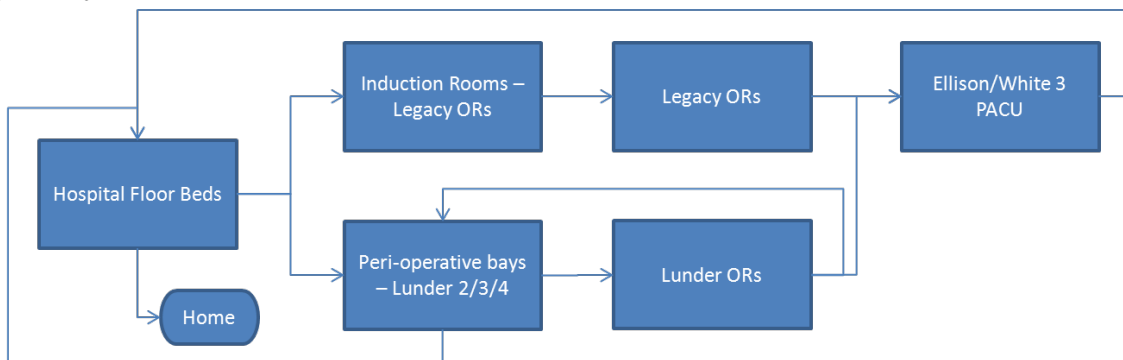 Induction Rooms –
Legacy ORs
Legacy ORs
Ellison/White 3
PACU
Hospital Floor Beds
Peri-operative bays
– Lunder 2/3/4
Lunder ORs
Home